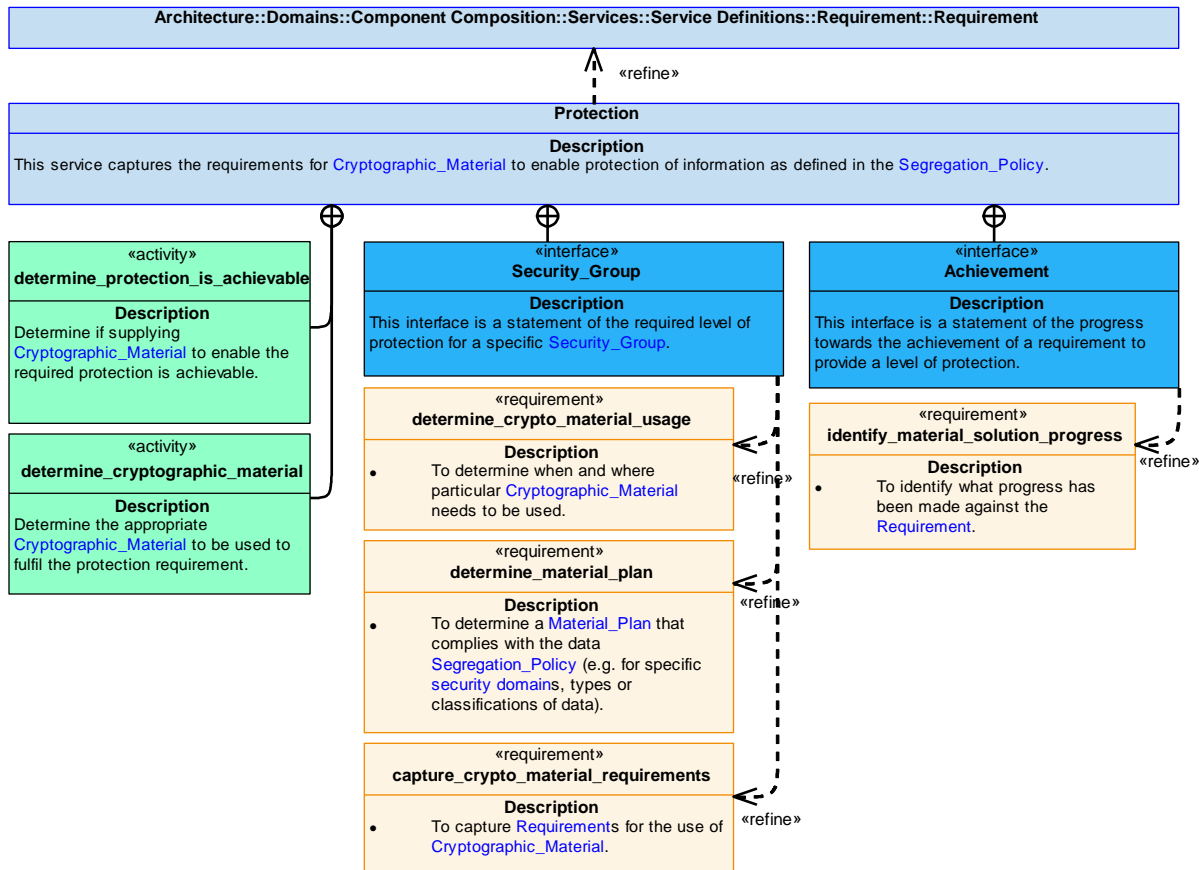 Architecture::Domains::Component Composition::Services::Service Definitions::Requirement::Requirement
«refine»
Protection
Description
This service captures the requirements for Cryptographic_Material to enable protection of information as defined in the Segregation_Policy.
«activity»
determine_protection_is_achievable
Description
Determine if supplying
Cryptographic_Material to enable the
required protection is achievable.
«activity»
determine_cryptographic_material
Description
Determine the appropriate
Cryptographic_Material to be used to
fulfil the protection requirement.
«interface»
Security_Group
Description
This interface is a statement of the required level of
protection for a specific Security_Group.
«requirement»
determine_crypto_material_usage
Description
• To determine when and where
particular Cryptographic_Material
needs to be used.
«refine»
«requirement»
determine_material_plan
Description
• To determine a Material_Plan that
complies with the data
Segregation_Policy (e.g. for specific
security domains, types or
classifications of data).
«refine»
«requirement»
capture_crypto_material_requirements
Description
• To capture Requirements for the use of
Cryptographic_Material.
«refine»
«interface»
Achievement
Description
This interface is a statement of the progress
towards the achievement of a requirement to
provide a level of protection.
«requirement»
identify_material_solution_progress
Description
• To identify what progress has
been made against the
Requirement.
«refine»